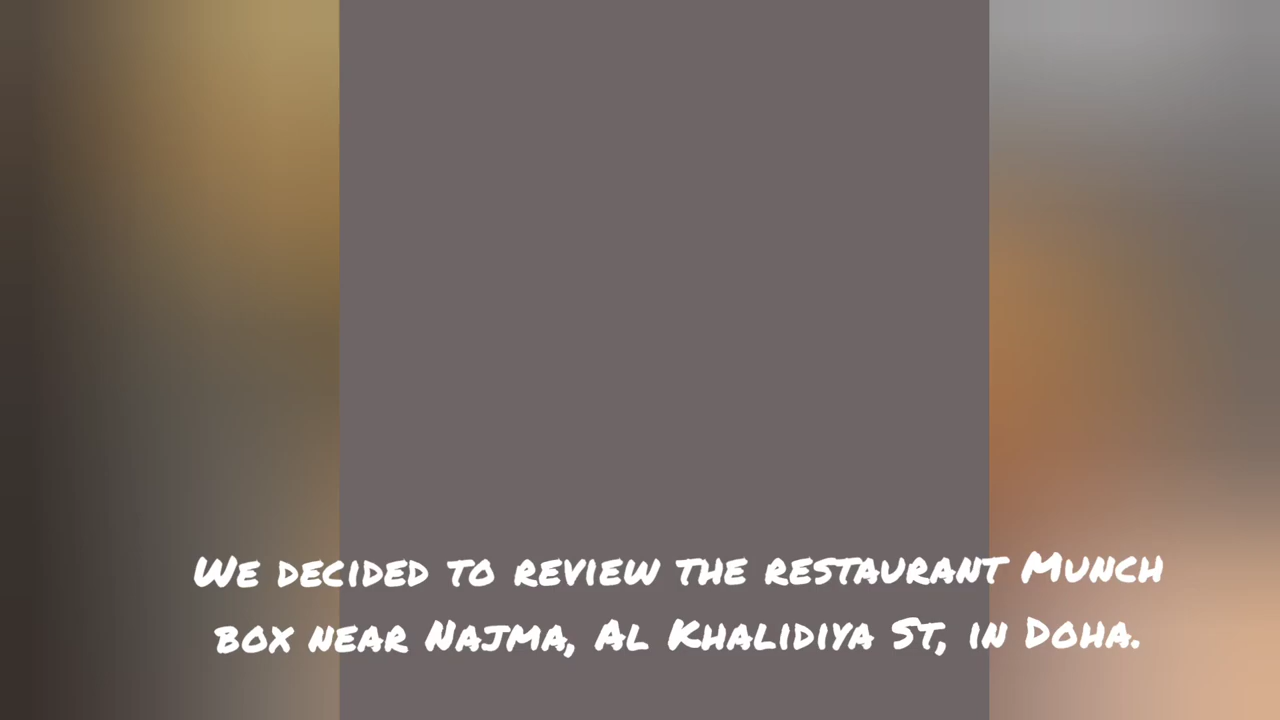 We decided to review the restaurant Munch
box near Najma, Al Khalidiya St, in Doha.